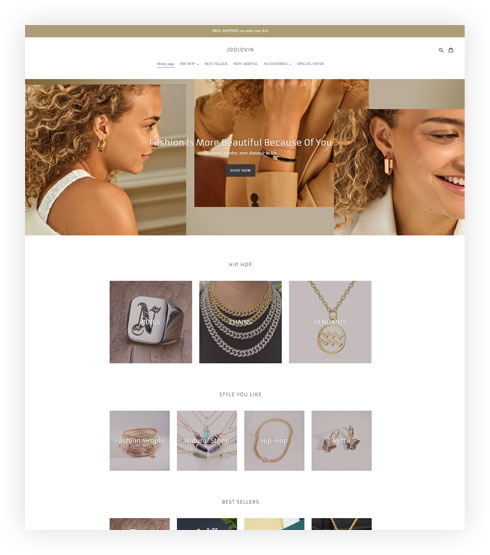 FREE SHIPPING on order over $39
JOOLOVIN
Home page HIP HOP BEST SELLER NEW ARRIVAL ACCESSORIES SPECIAL OFFER
Fashion Is More Beautiful Because Of You
SHOP NOW
HIP HOP
RINGS CHAINS PENDANTS
STYLE YOU LIKE
Fashion Simple Natural Stone Hip-Hop Retro
BEST SELLERS